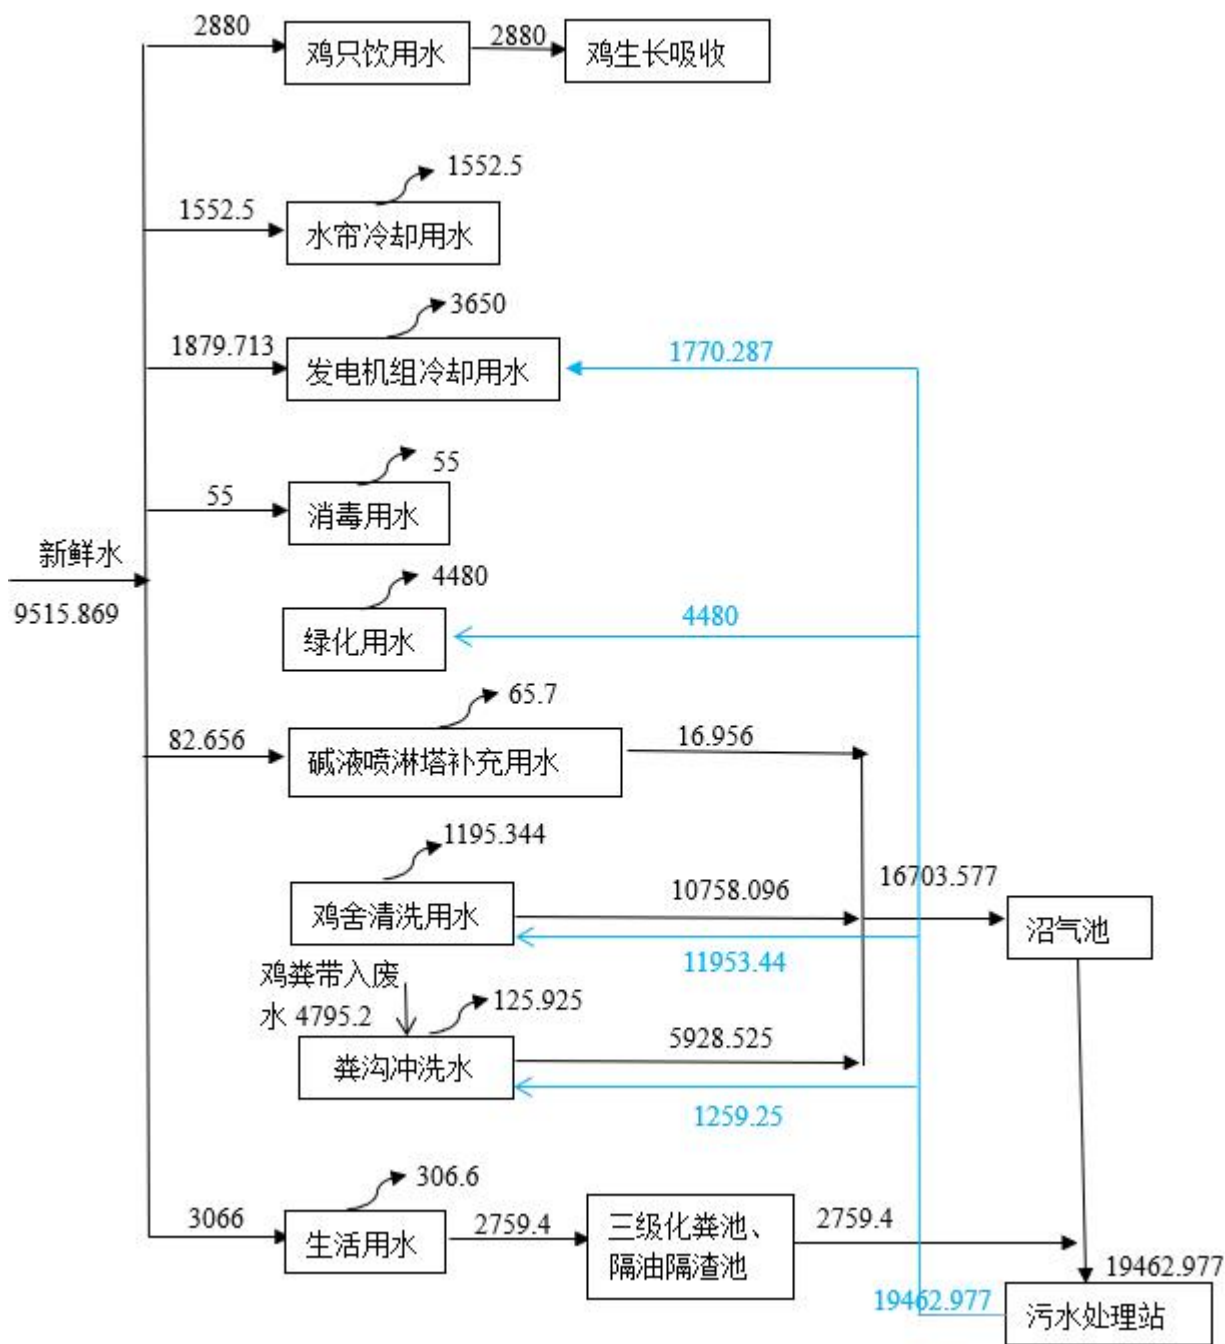 2880
鸡只饮用水
2880
鸡生长吸收
1552.5
1552.5
水帘冷却用水
3650
1879.713
发电机组冷却用水
1770.287
55
55
消毒用水
新鲜水
9515.869
4480
绿化用水
4480
65.7
82.656
碱液喷淋塔补充用水
16.956
1195.344
鸡舍清洗用水
10758.096
16703.577
沼气池
11953.44
鸡粪带入废
水 4795.2
125.925
粪沟冲洗水
5928.525
1259.25
306.6
3066
生活用水
2759.4
三级化粪池、
隔油隔渣池
2759.4
19462.977
19462.977
污水处理站